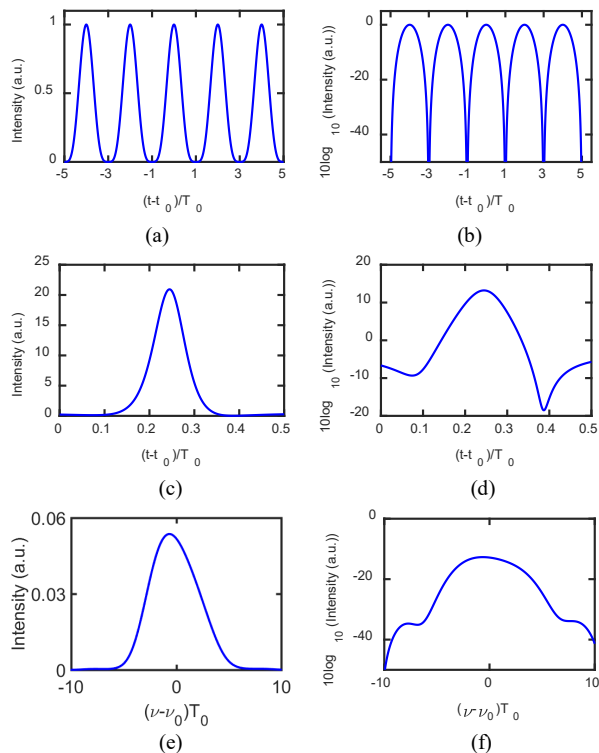 1
0.5
0
-5 -3 -1 1 3 5
Intensity (a.u.)
(t-t 0)/T 0
(a)
0
-20
-40
-5 -3 -1 1 3 5
10log 10 (Intensity (a.u.))
(t-t 0)/T 0
(b)
25
20
15
10
5
0
0 0.1 0.2 0.3 0.4 0.5
Intensity (a.u.)
(t-t 0)/T 0
(c)
20
10
0
-10
-20
0 0.1 0.2 0.3 0.4 0.5
10log 10 (Intensity (a.u.))
(t-t 0)/T 0
(d)
0.06
0.03
0
-10 0 10
Intensity (a.u.)
(ν-ν0)T0
(e)
0
-20
-40
-10 0 10
10log 10 (Intensity (a.u.))
(ν-ν0)T0
(f)